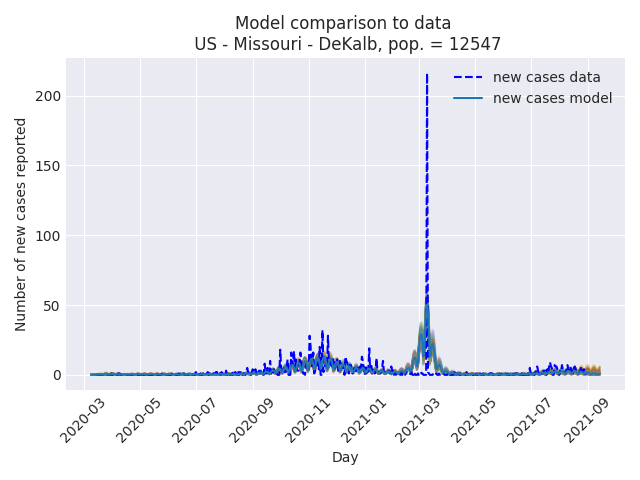 Model comparison to data
US - Missouri - DeKalb, pop. = 12547
new cases data
new cases model
Number of new cases reported
200
150
100
50
0
2020-03
2020-05
2020-07
2020-09
2020-11
2021-01
2021-03
2021-05
2021-07
2021-09
Day